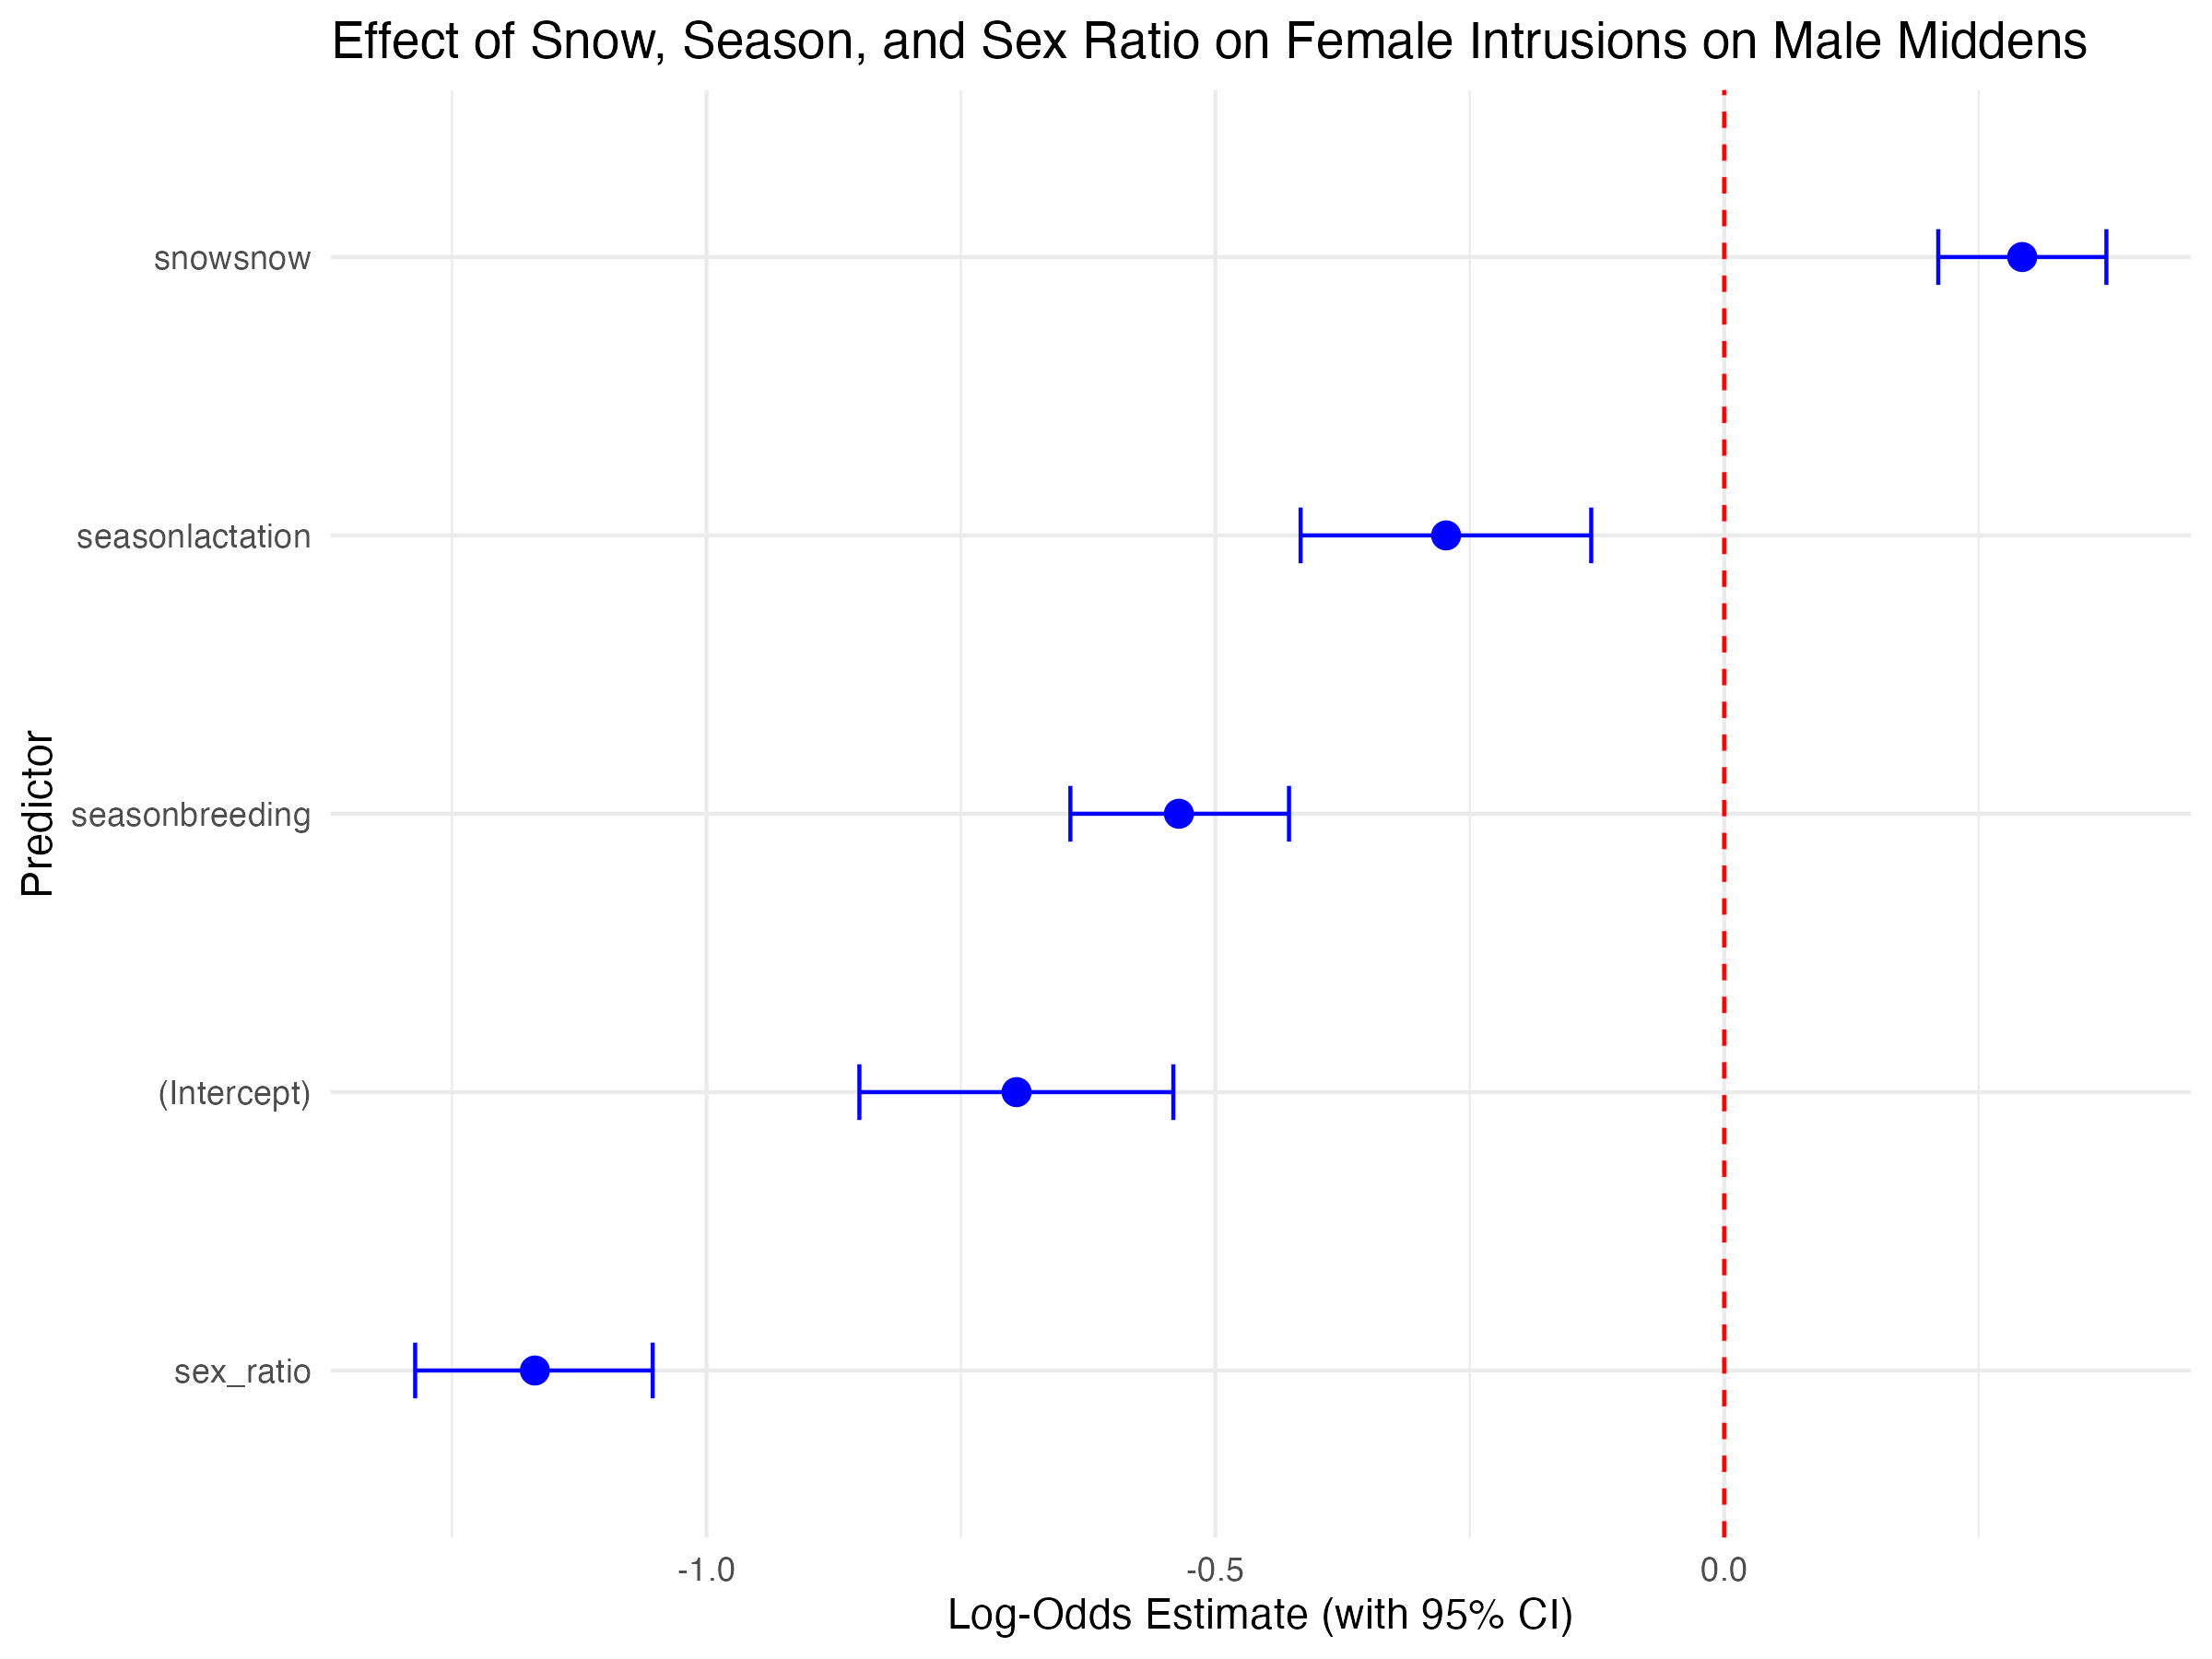 Effect of Snow, Season, and Sex Ratio on Female Intrusions on Male Middens
Predictor
snowsnow
seasonlactation
seasonbreeding
(Intercept)
sex_ratio
-1.0
-0.5
0.0
Log-Odds Estimate (with 95% CI)